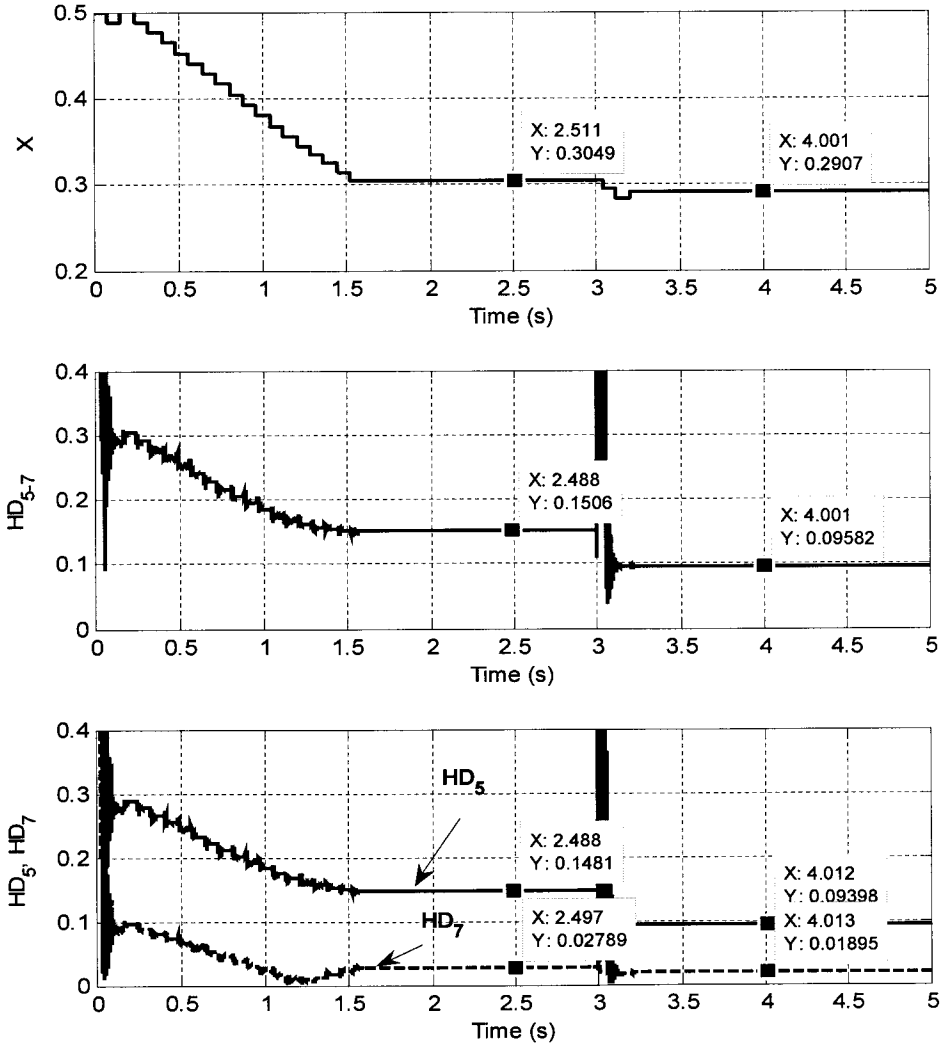 0.5
0.4
0.3
0.2
X
X: 2.511
Y: 0.3049
X: 4.001
Y: 0.2907
0 0.5 1 1.5 2 2.5 3 3.5 4 4.5 5
Time (s)
0.4
0.3
0.2
0.1
0
HD5-7
X: 2.488
Y: 0.1506
X: 4.001
Y: 0.09582
0 0.5 1 1.5 2 2.5 3 3.5 4 4.5 5
Time (s)
0.4
0.3
0.2
0.1
0
HD5, HD7
HD5
HD7
X: 2.488
Y: 0.1481
X: 2.497
Y: 0.02789
X: 4.012
Y: 0.09398
X: 4.013
Y: 0.01895
0 0.5 1 1.5 2 2.5 3 3.5 4 4.5 5
Time (s)